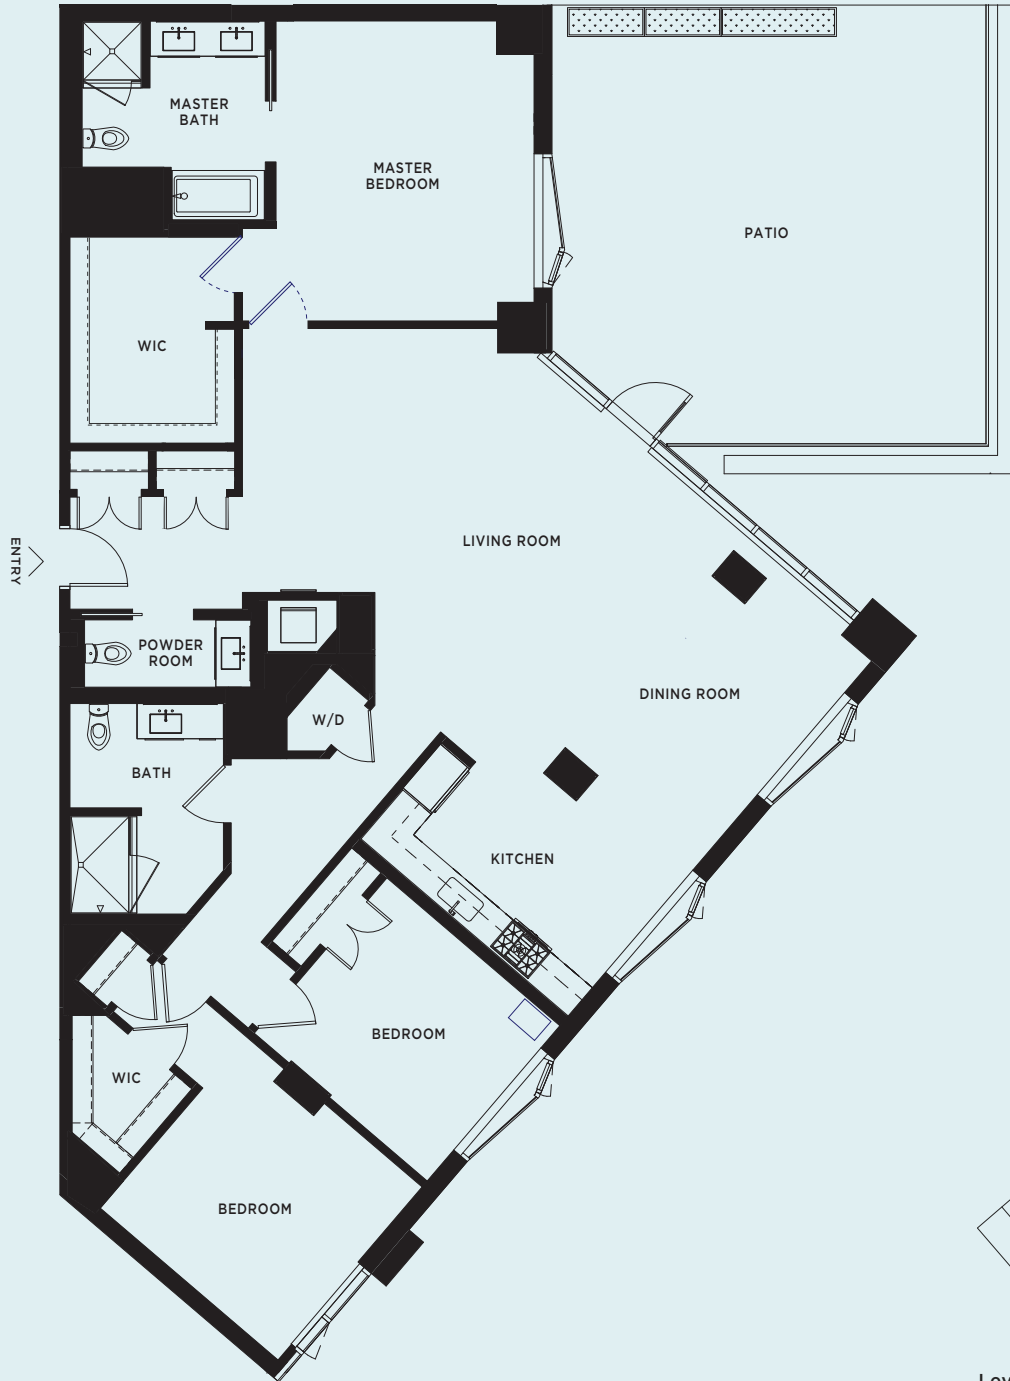 MASTER
BATH
MASTER
BEDROOM
PATIO
WIC
ENTRY
LIVING ROOM
POWDER
ROOM
DINING ROOM
W/D
BATH
KITCHEN
BEDROOM
WIC
BEDROOM